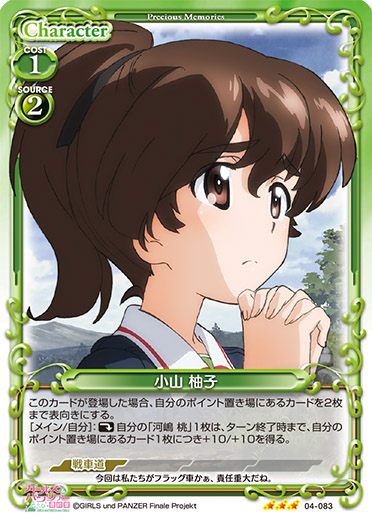 Precious Memories
Character
COST
1
SOURCE
2
小山 柚子
このカードが登場した場合、自分のポイント置き場にあるカードを2枚
まで表向きにする。
[メイン/自分]: 自分の「河嶋 桃」1枚は、ターン終了時まで、自分の
ポイント置き場にあるカード1枚につき+10/+10を得る。
戦車道
今回は私たちがフラッグ車かぁ、責任重大だね。
©GIRLS und PANZER Finale Projekt
★★★ 04-083